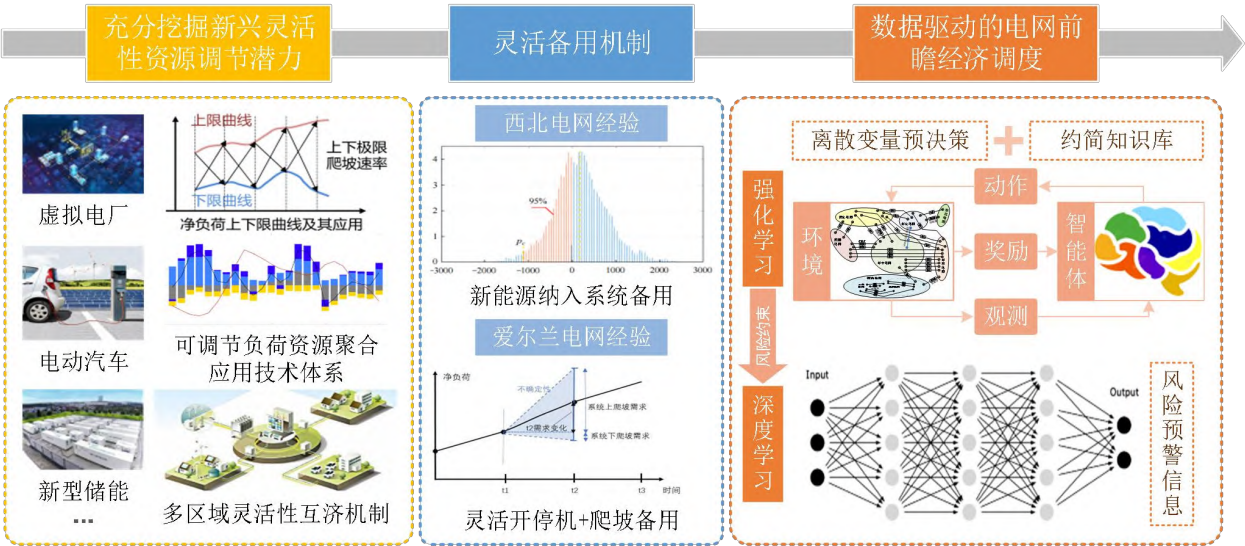 充分挖掘新兴灵活
性资源调节潜力
灵活备用机制
数据驱动的电网前
瞻经济调度
虚拟电厂
电动汽车
新型储能
...
上限曲线
上下极限
爬坡速率
下限曲线
净负荷上下限曲线及其应用
可调节负荷资源聚合
应用技术体系
多区域灵活性互济机制
西北电网经验
4
3
2
1
0
95%
-3000
-2000
-1000
0
1000
2000
3000
新能源纳入系统备用
爱尔兰电网经验
净负荷
不确定性
系统上爬坡需求
t2需求变化
系统下爬坡需求
t1
t2
t3
时间
灵活开停机+爬坡备用
离散变量预决策
+
约简知识库
强化学习
环境
动作
奖励
观测
智能体
风险约束
深度学习
Input
Output
风险预警信息